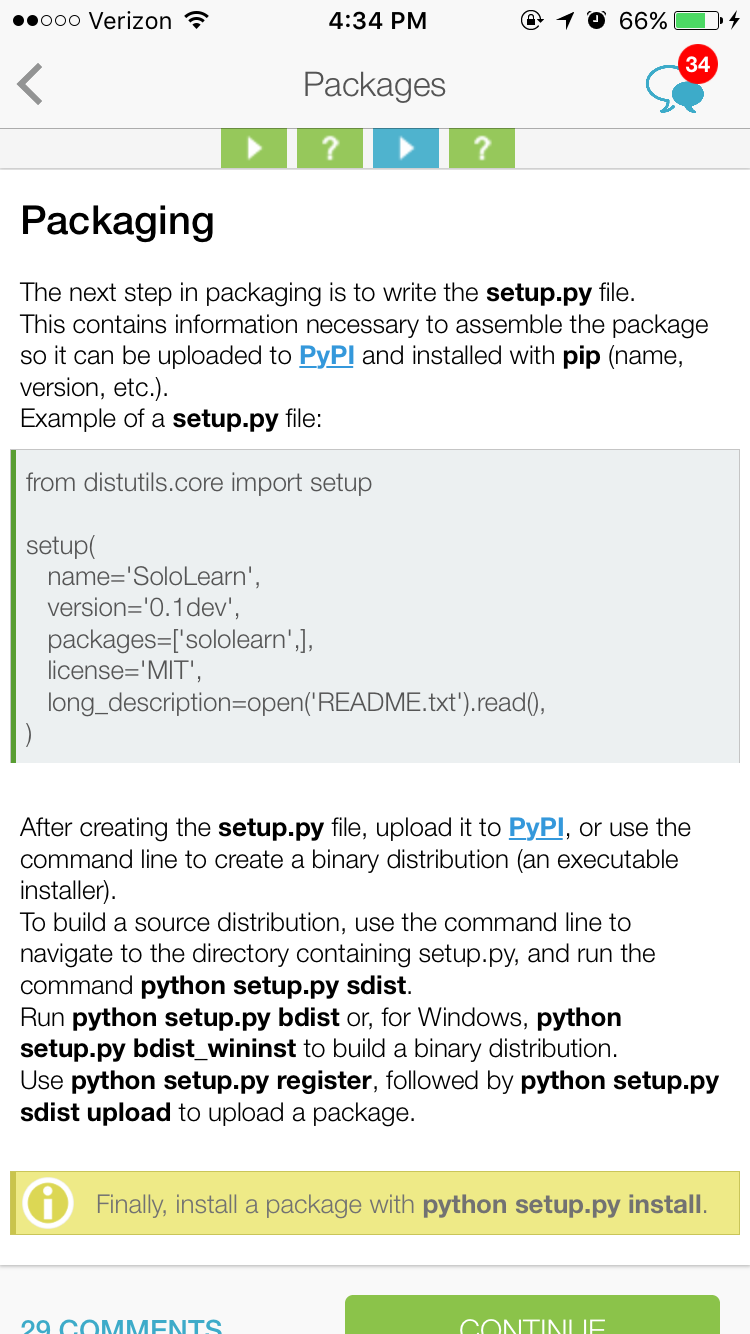 Verizon 4:34 PM 66%
Packages 34
? ?
Packaging
The next step in packaging is to write the setup.py file.
This contains information necessary to assemble the package
so it can be uploaded to PyPI and installed with pip (name,
version, etc.).
Example of a setup.py file:
from distutils.core import setup
setup(
name='SoloLearn',
version='0.1dev',
packages=['sololearn',],
license='MIT',
long_description=open('README.txt').read(),
)
After creating the setup.py file, upload it to PyPI, or use the
command line to create a binary distribution (an executable
installer).
To build a source distribution, use the command line to
navigate to the directory containing setup.py, and run the
command python setup.py sdist.
Run python setup.py bdist or, for Windows, python
setup.py bdist_wininst to build a binary distribution.
Use python setup.py register, followed by python setup.py
sdist upload to upload a package.
Finally, install a package with python setup.py install.
29 COMMENTS CONTINUE